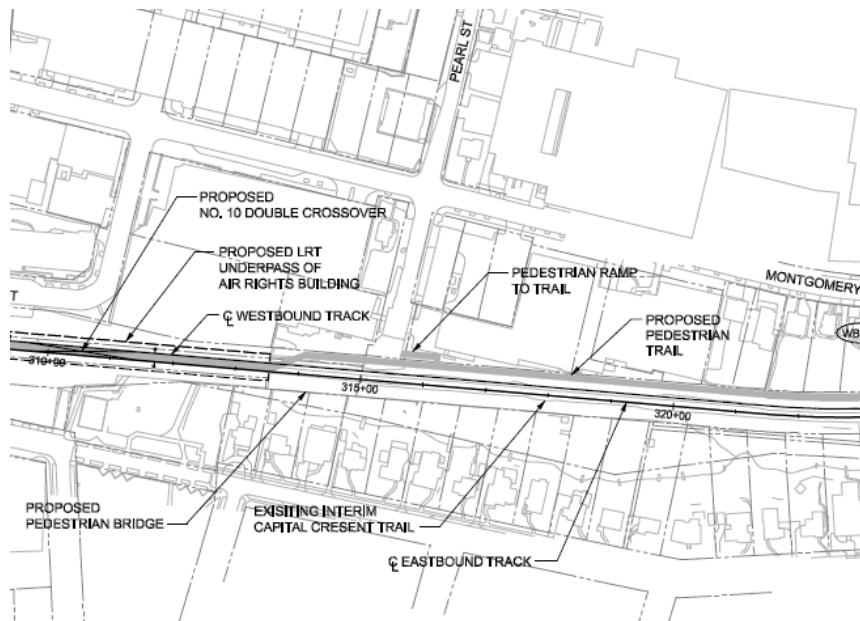 PEARL ST
PROPOSED
NO. 10 DOUBLE CROSSOVER
PROPOSED LRT
UNDERPASS OF
AIR RIGHTS BUILDING
PEDESTRIAN RAMP
TO TRAIL
MONTGOMERY
T
℄ WESTBOUND TRACK
PROPOSED
PEDESTRIAN
TRAIL
WB
310+00
315+00
320+00
PROPOSED
PEDESTRIAN BRIDGE
EXISITING INTERIM
CAPITAL CRESENT TRAIL
℄ EASTBOUND TRACK